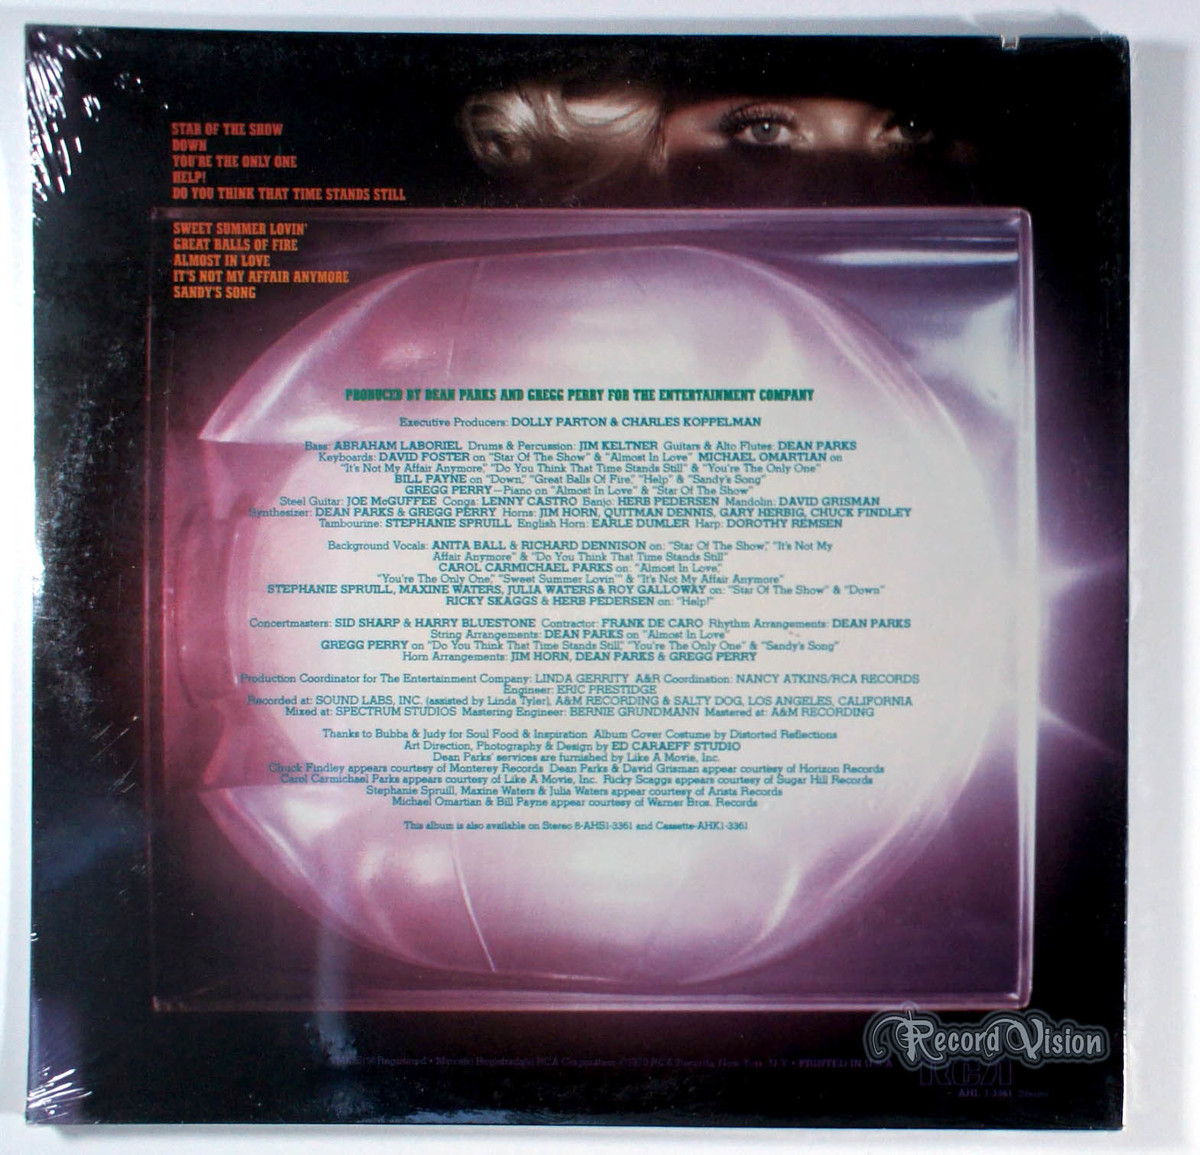 STAR OF THE SHOW
DOWN
YOU'RE THE ONLY ONE
HELP!
DO YOU THINK THAT TIME STANDS STILL
SWEET SUMMER LOVIN'
GREAT BALLS OF FIRE
ALMOST IN LOVE
IT'S NOT MY AFFAIR ANYMORE
SANDY'S SONG
PRODUCED BY DEAN PARKS AND GREGG PERRY FOR THE ENTERTAINMENT COMPANY
Executive Producers: DOLLY PARTON & CHARLES KOPPELMAN
Bass: ABRAHAM LABORIEL Drums & Percussion: JIM KELTNER Guitars & Alto Flutes: DEAN PARKS
Keyboards: DAVID FOSTER on "Star Of The Show" & "Almost In Love" MICHAEL OMARTIAN on
"It's Not My Affair Anymore," "Do You Think That Time Stands Still" & "You're The Only One"
BILL PAYNE on "Down," "Great Balls Of Fire," "Help" & "Sandy's Song"
GREGG PERRY—Piano on "Almost In Love" & "Star Of The Show"
Steel Guitar: JOE McGUFFEE Conga: LENNY CASTRO Banjo: HERB PEDERSEN Mandolin: DAVID GRISMAN
Synthesizer: DEAN PARKS & GREGG PERRY Horns: JIM HORN, QUITMAN DENNIS, GARY HERBIG, CHUCK FINDLEY
Tambourine: STEPHANIE SPRUILL English Horn: EARLE DUMLER Harp: DOROTHY REMSEN
Background Vocals: ANITA BALL & RICHARD DENNISON on: "Star Of The Show," "It's Not My
Affair Anymore" & "Do You Think That Time Stands Still"
CAROL CARMICHAEL PARKS on: "Almost In Love,"
"You're The Only One," "Sweet Summer Lovin'" & "It's Not My Affair Anymore"
STEPHANIE SPRUILL, MAXINE WATERS, JULIA WATERS & ROY GALLOWAY on: "Star Of The Show" & "Down"
RICKY SKAGGS & HERB PEDERSEN on: "Help!"
Concertmasters: SID SHARP & HARRY BLUESTONE Contractor: FRANK DE CARO Rhythm Arrangements: DEAN PARKS
String Arrangements: DEAN PARKS on "Almost In Love"
GREGG PERRY on "Do You Think That Time Stands Still," "You're The Only One" & "Sandy's Song"
Horn Arrangements: JIM HORN, DEAN PARKS & GREGG PERRY
Production Coordinator for The Entertainment Company: LINDA GERRITY A&R Coordination: NANCY ATKINS/RCA RECORDS
Engineer: ERIC PRESTIDGE
Recorded at: SOUND LABS, INC. (assisted by Linda Tyler), A&M RECORDING & SALTY DOG, LOS ANGELES, CALIFORNIA
Mixed at: SPECTRUM STUDIOS Mastering Engineer: BERNIE GRUNDMANN Mastered at: A&M RECORDING
Thanks to Bubba & Judy for Soul Food & Inspiration Album Cover Costume by Distorted Reflections
Art Direction, Photography & Design by ED CARAEFF STUDIO
Dean Parks' services are furnished by Like A Movie, Inc.
Chuck Findley appears courtesy of Monterey Records Dean Parks & David Grisman appear courtesy of Horizon Records
Carol Carmichael Parks appears courtesy of Like A Movie, Inc. Ricky Scaggs appears courtesy of Sugar Hill Records
Stephanie Spruill, Maxine Waters & Julia Waters appear courtesy of Arista Records
Michael Omartian & Bill Payne appear courtesy of Warner Bros. Records
This album is also available on Stereo 8-AHS1-3361 and Cassette-AHK1-3361
Record Vision
Registered • Marca(s) Registrada(s) RCA Corporation RCA Records, New York, N.Y. • PRINTED IN U.S.A.
RCA
AHL 1-3361 Stereo